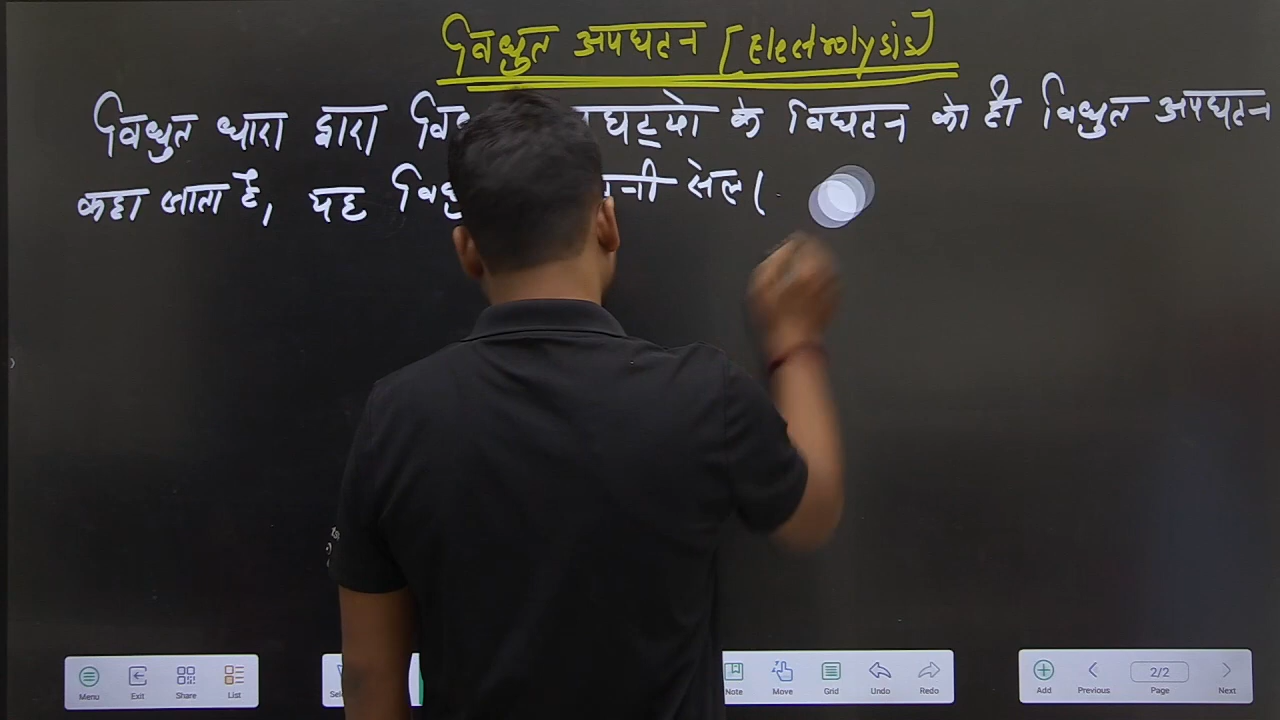 विधुत अपघटन [Electrolysis]
विधुत धारा द्वारा के विघटन को ही विधुत अपघटन
कहा जाता है, यह सेल (
Menu Exit Share List Note Move Grid Undo Redo Add Previous 2/2 Page Next